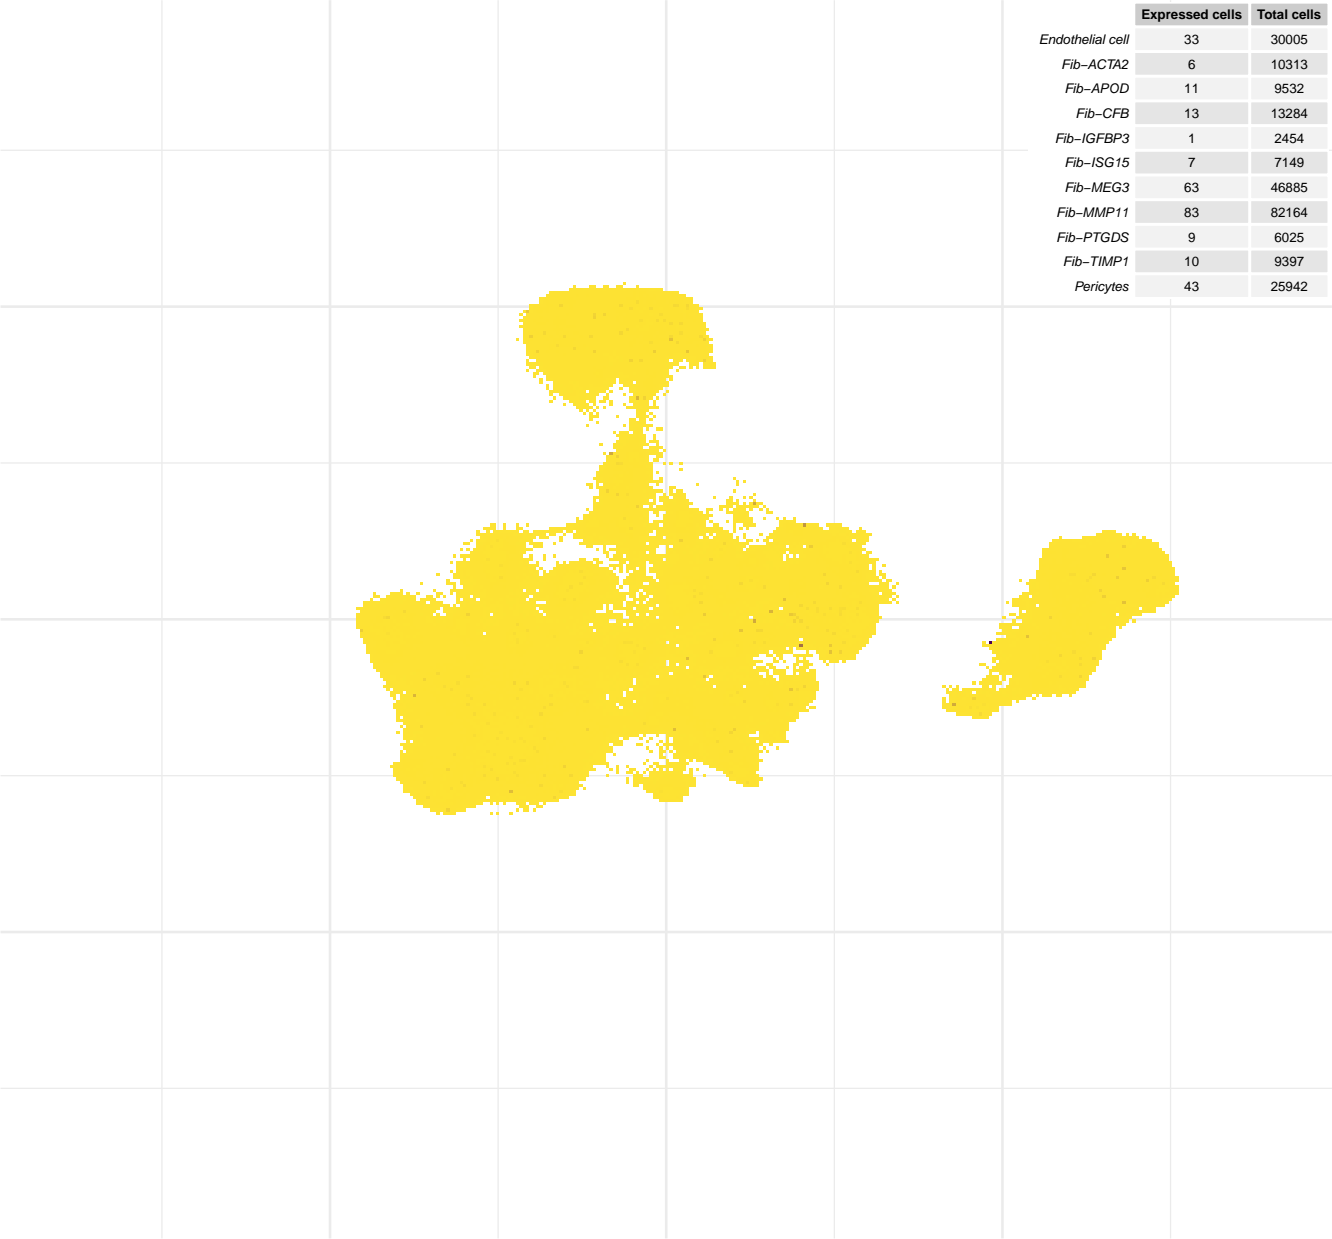 Expressed cells Total cells
Endothelial cell 33 30005
Fib−ACTA2 6 10313
Fib−APOD 11 9532
Fib−CFB 13 13284
Fib−IGFBP3 1 2454
Fib−ISG15 7 7149
Fib−MEG3 63 46885
Fib−MMP11 83 82164
Fib−PTGDS 9 6025
Fib−TIMP1 10 9397
Pericytes 43 25942